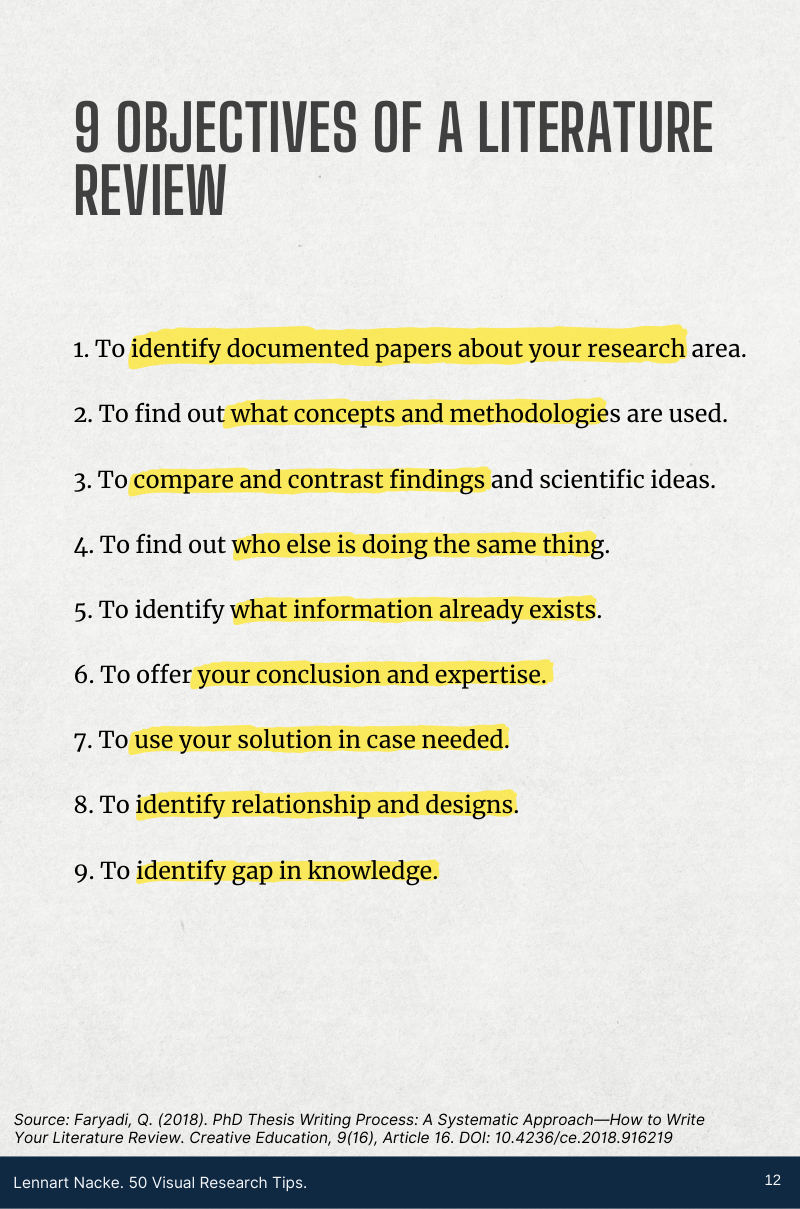 9 OBJECTIVES OF A LITERATURE
REVIEW
1. To identify documented papers about your research area.
2. To find out what concepts and methodologies are used.
3. To compare and contrast findings and scientific ideas.
4. To find out who else is doing the same thing.
5. To identify what information already exists.
6. To offer your conclusion and expertise.
7. To use your solution in case needed.
8. To identify relationship and designs.
9. To identify gap in knowledge.
Source: Faryadi, Q. (2018). PhD Thesis Writing Process: A Systematic Approach—How to Write
Your Literature Review. Creative Education, 9(16), Article 16. DOI: 10.4236/ce.2018.916219
Lennart Nacke. 50 Visual Research Tips.
12